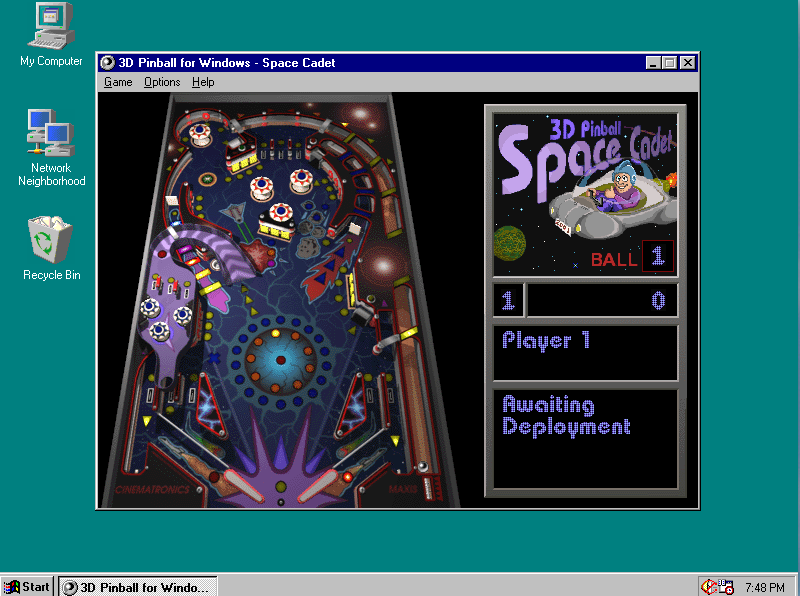 My Computer
Network
Neighborhood
Recycle Bin
3D Pinball for Windows - Space Cadet
Game Options Help
3D Pinball
Space Cadet
BALL 1
1 0
Player 1
Awaiting
Deployment
CINEMATRONICS
MAXIS
Start
3D Pinball for Windo...
7:48 PM